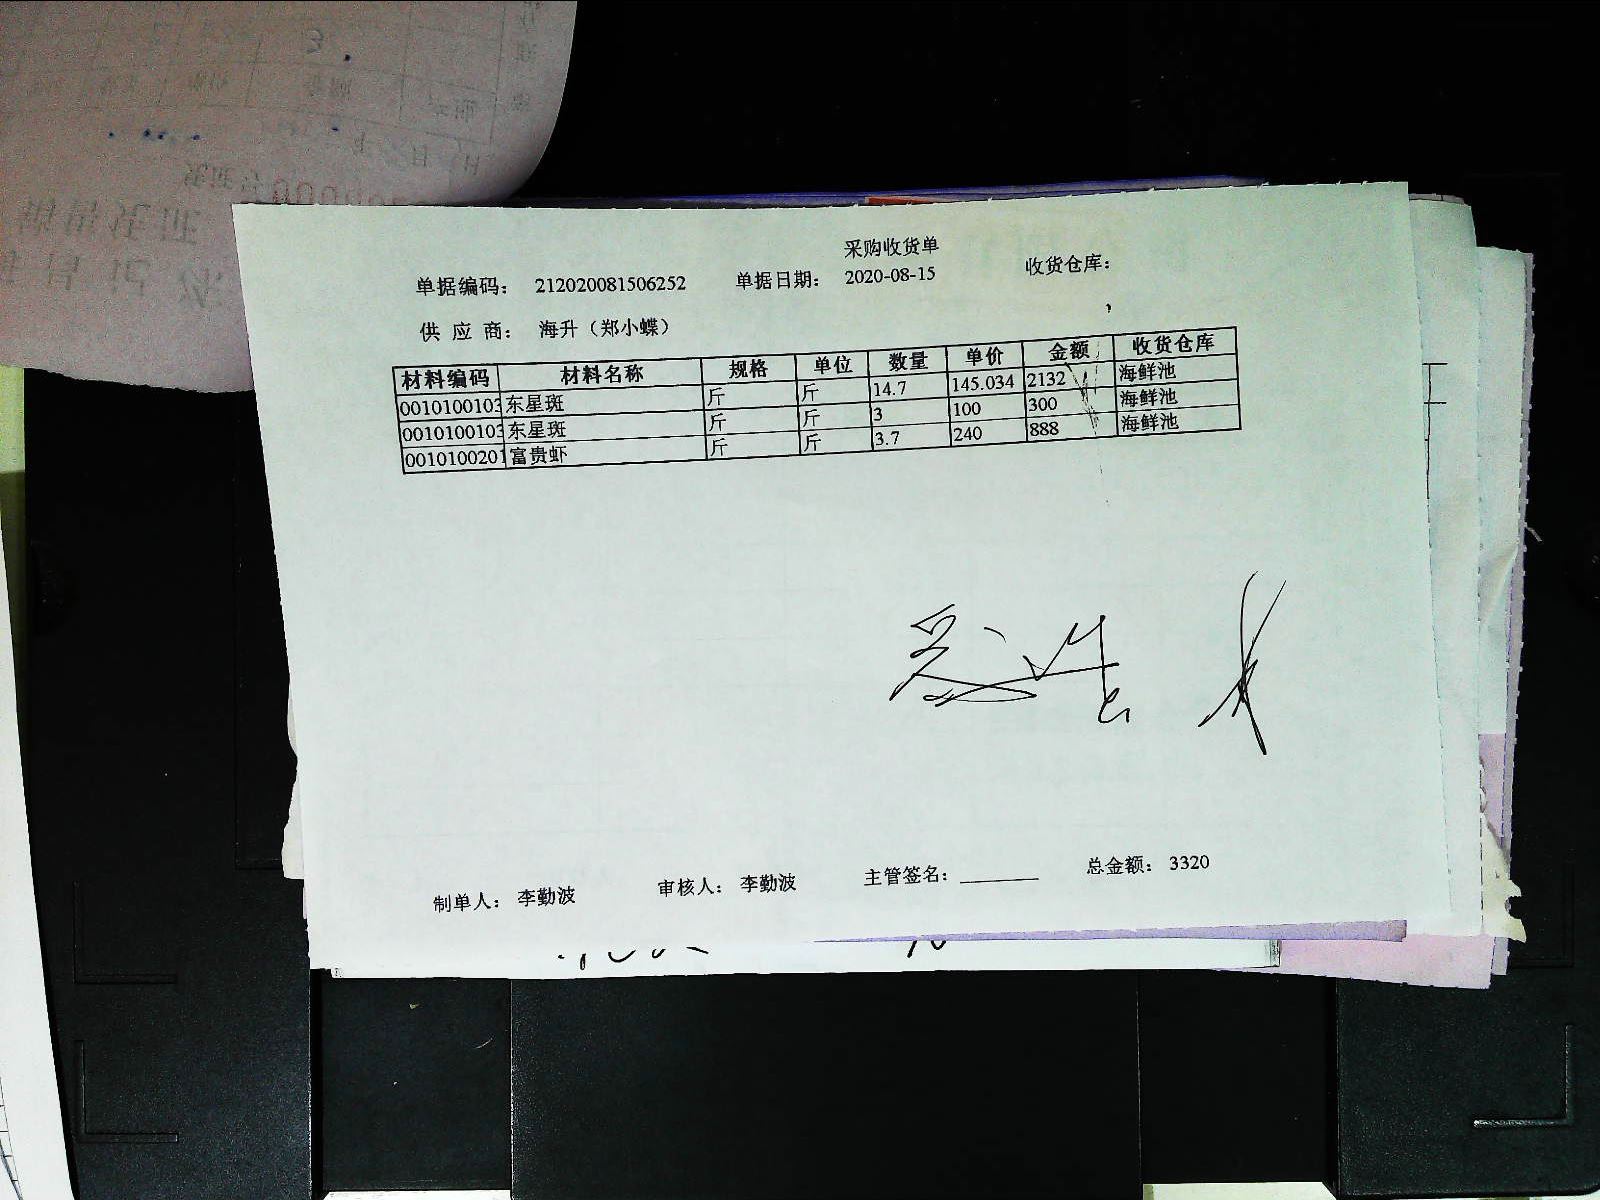 采购收货单
单据编码： 212020081506252 单据日期： 2020-08-15 收货仓库：
供 应 商： 海升（郑小蝶）
材料编码 材料名称 规格 单位 数量 单价 金额 收货仓库
0010100103 东星斑 斤 斤 14.7 145.034 2132 海鲜池
0010100103 东星斑 斤 斤 3 100 300 海鲜池
0010100201 富贵虾 斤 斤 3.7 240 888 海鲜池
制单人： 李勤波 审核人： 李勤波 主管签名： 总金额： 3320